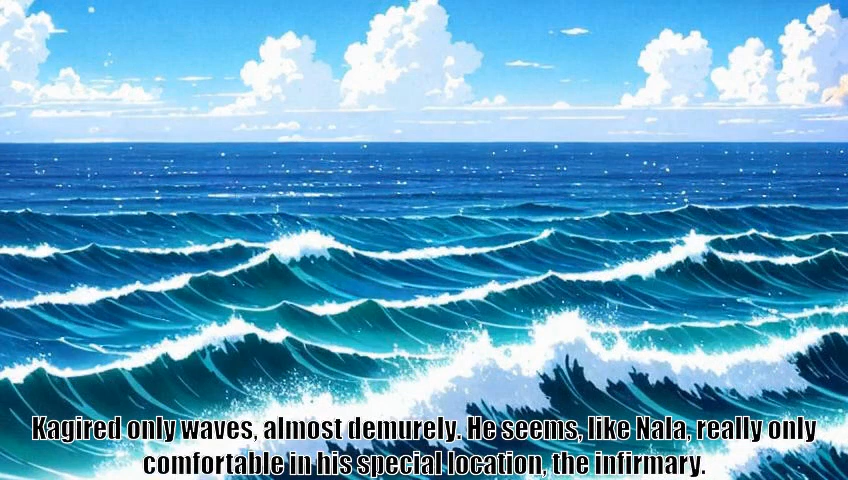 Kagired only waves, almost demurely. He seems, like Nala, really only
comfortable in his special location, the infirmary.